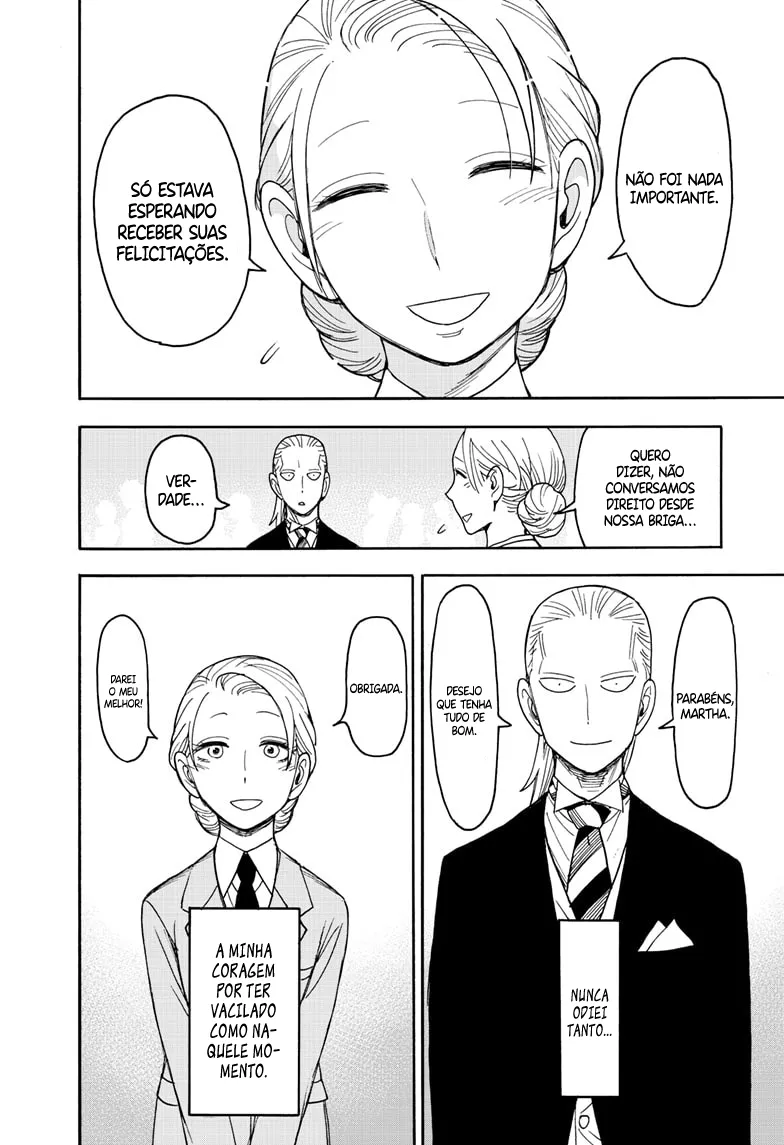 NÃO FOI NADA
IMPORTANTE.
SÓ ESTAVA
ESPERANDO
RECEBER SUAS
FELICITAÇÕES.
QUERO
DIZER, NÃO
CONVERSAMOS
DIREITO DESDE
NOSSA BRIGA...
VER-
DADE...
PARABÉNS,
MARTHA.
DESEJO
QUE TENHA
TUDO DE
BOM.
NUNCA
ODIEI
TANTO...
OBRIGADA.
DAREI
O MEU
MELHOR!
A MINHA
CORAGEM
POR TER
VACILADO
COMO NA-
QUELE MO-
MENTO.